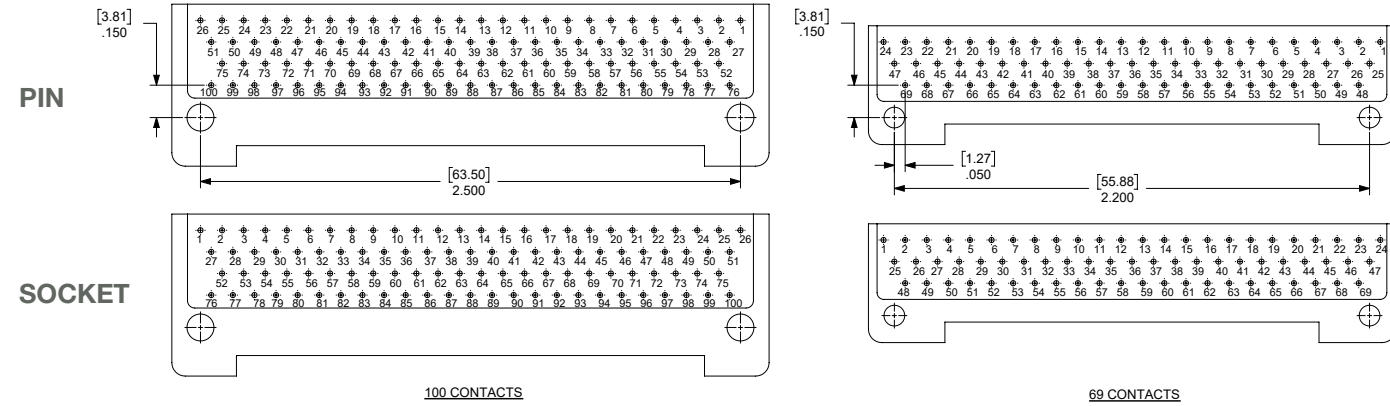 [3.81]
.150
26 25 24 23 22 21 20 19 18 17 16 15 14 13 12 11 10 9 8 7 6 5 4 3 2 1
51 50 49 48 47 46 45 44 43 42 41 40 39 38 37 36 35 34 33 32 31 30 29 28 27
75 74 73 72 71 70 69 68 67 66 65 64 63 62 61 60 59 58 57 56 55 54 53 52
100 99 98 97 96 95 94 93 92 91 90 89 88 87 86 85 84 83 82 81 80 79 78 77 76
PIN
[63.50]
2.500
[3.81]
.150
24 23 22 21 20 19 18 17 16 15 14 13 12 11 10 9 8 7 6 5 4 3 2 1
47 46 45 44 43 42 41 40 39 38 37 36 35 34 33 32 31 30 29 28 27 26 25
69 68 67 66 65 64 63 62 61 60 59 58 57 56 55 54 53 52 51 50 49 48
[1.27]
.050
[55.88]
2.200
SOCKET
1 2 3 4 5 6 7 8 9 10 11 12 13 14 15 16 17 18 19 20 21 22 23 24 25 26
27 28 29 30 31 32 33 34 35 36 37 38 39 40 41 42 43 44 45 46 47 48 49 50 51
52 53 54 55 56 57 58 59 60 61 62 63 64 65 66 67 68 69 70 71 72 73 74 75
76 77 78 79 80 81 82 83 84 85 86 87 88 89 90 91 92 93 94 95 96 97 98 99 100
100 CONTACTS
1 2 3 4 5 6 7 8 9 10 11 12 13 14 15 16 17 18 19 20 21 22 23 24
25 26 27 28 29 30 31 32 33 34 35 36 37 38 39 40 41 42 43 44 45 46 47
48 49 50 51 52 53 54 55 56 57 58 59 60 61 62 63 64 65 66 67 68 69
69 CONTACTS